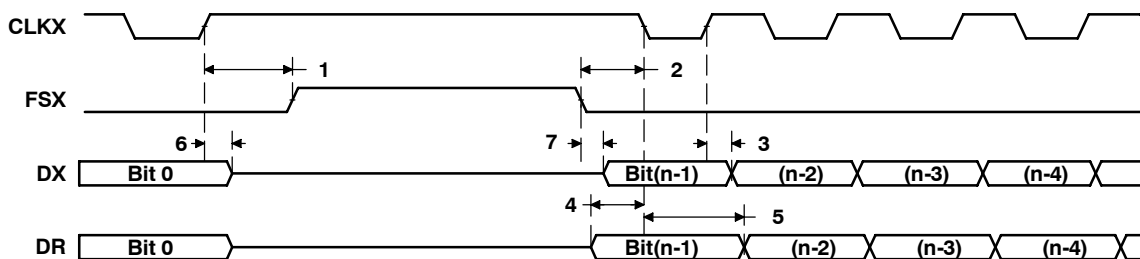 CLKX
1 2
FSX
6 7 3
DX Bit 0 Bit(n-1) (n-2) (n-3) (n-4)
4 5
DR Bit 0 Bit(n-1) (n-2) (n-3) (n-4)